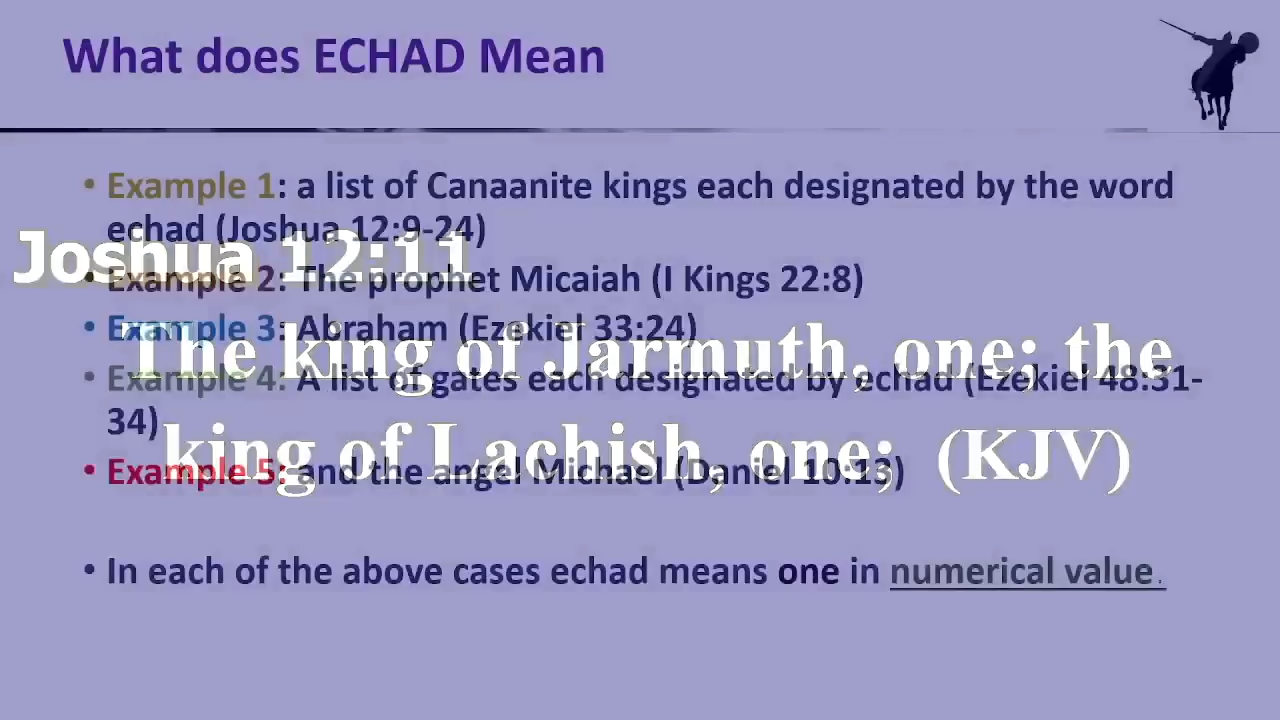 What does ECHAD Mean
• Example 1: a list of Canaanite kings each designated by the word
echad (Joshua 12:9-24)
Joshua 12:11
• Example 2: The prophet Micaiah (I Kings 22:8)
• Example 3: Abraham (Ezekiel 33:24)
The king of Jarmuth, one; the
• Example 4: A list of gates each designated by echad (Ezekiel 48:31-
34)
king of Lachish, one; (KJV)
• Example 5: and the angel Michael (Daniel 10:13)
• In each of the above cases echad means one in numerical value.